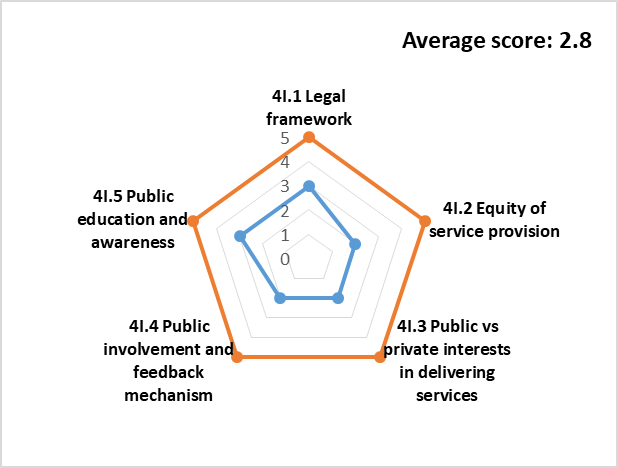 Average score: 2.8
4I.1 Legal
framework
5
4
3
2
1
0
4I.2 Equity of
service provision
4I.3 Public vs
private interests
in delivering
services
4I.4 Public
involvement and
feedback
mechanism
4I.5 Public
education and
awareness